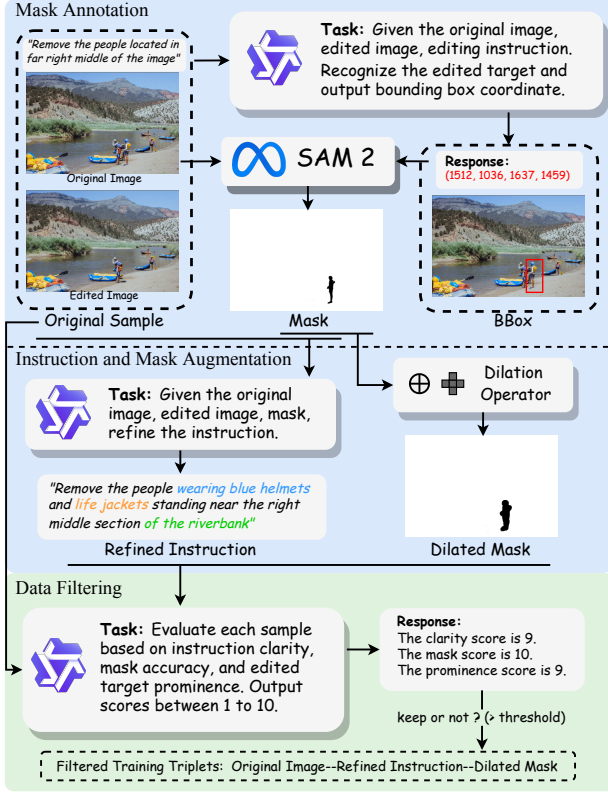 Mask Annotation
"Remove the people located in
far right middle of the image"
Original Image
Edited Image
Original Sample
Task: Given the original image,
edited image, editing instruction.
Recognize the edited target and
output bounding box coordinate.
SAM 2
Response:
(1512, 1036, 1637, 1459)
Mask
BBox
Instruction and Mask Augmentation
Task: Given the original
image, edited image, mask,
refine the instruction.
Dilation
Operator
"Remove the people wearing blue helmets
and life jackets standing near the right
middle section of the riverbank"
Refined Instruction
Dilated Mask
Data Filtering
Task: Evaluate each sample
based on instruction clarity,
mask accuracy, and edited
target prominence. Output
scores between 1 to 10.
Response:
The clarity score is 9.
The mask score is 10.
The prominence score is 9.
keep or not ? (> threshold)
Filtered Training Triplets: Original Image--Refined Instruction--Dilated Mask